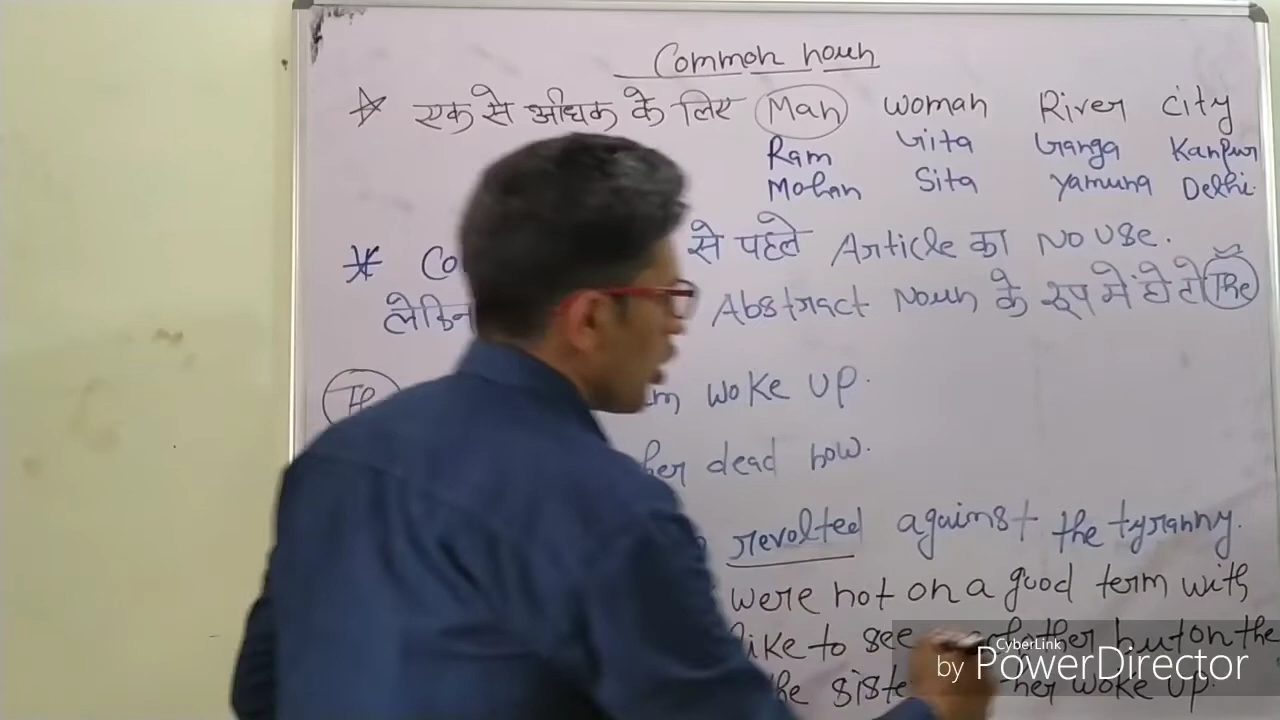 Common noun
एक से अधिक के लिए Man woman River city
Ram Gita Ganga Kanpur
Mohan Sita Yamuna Delhi.
से पहले Article का No use.
लेकिन Abstract Noun के रूप में हो तो The
woke up.
her dead now.
revolted against the tyranny.
were not on a good term with
like to see but on the
the her woke up.
CyberLink
by PowerDirector